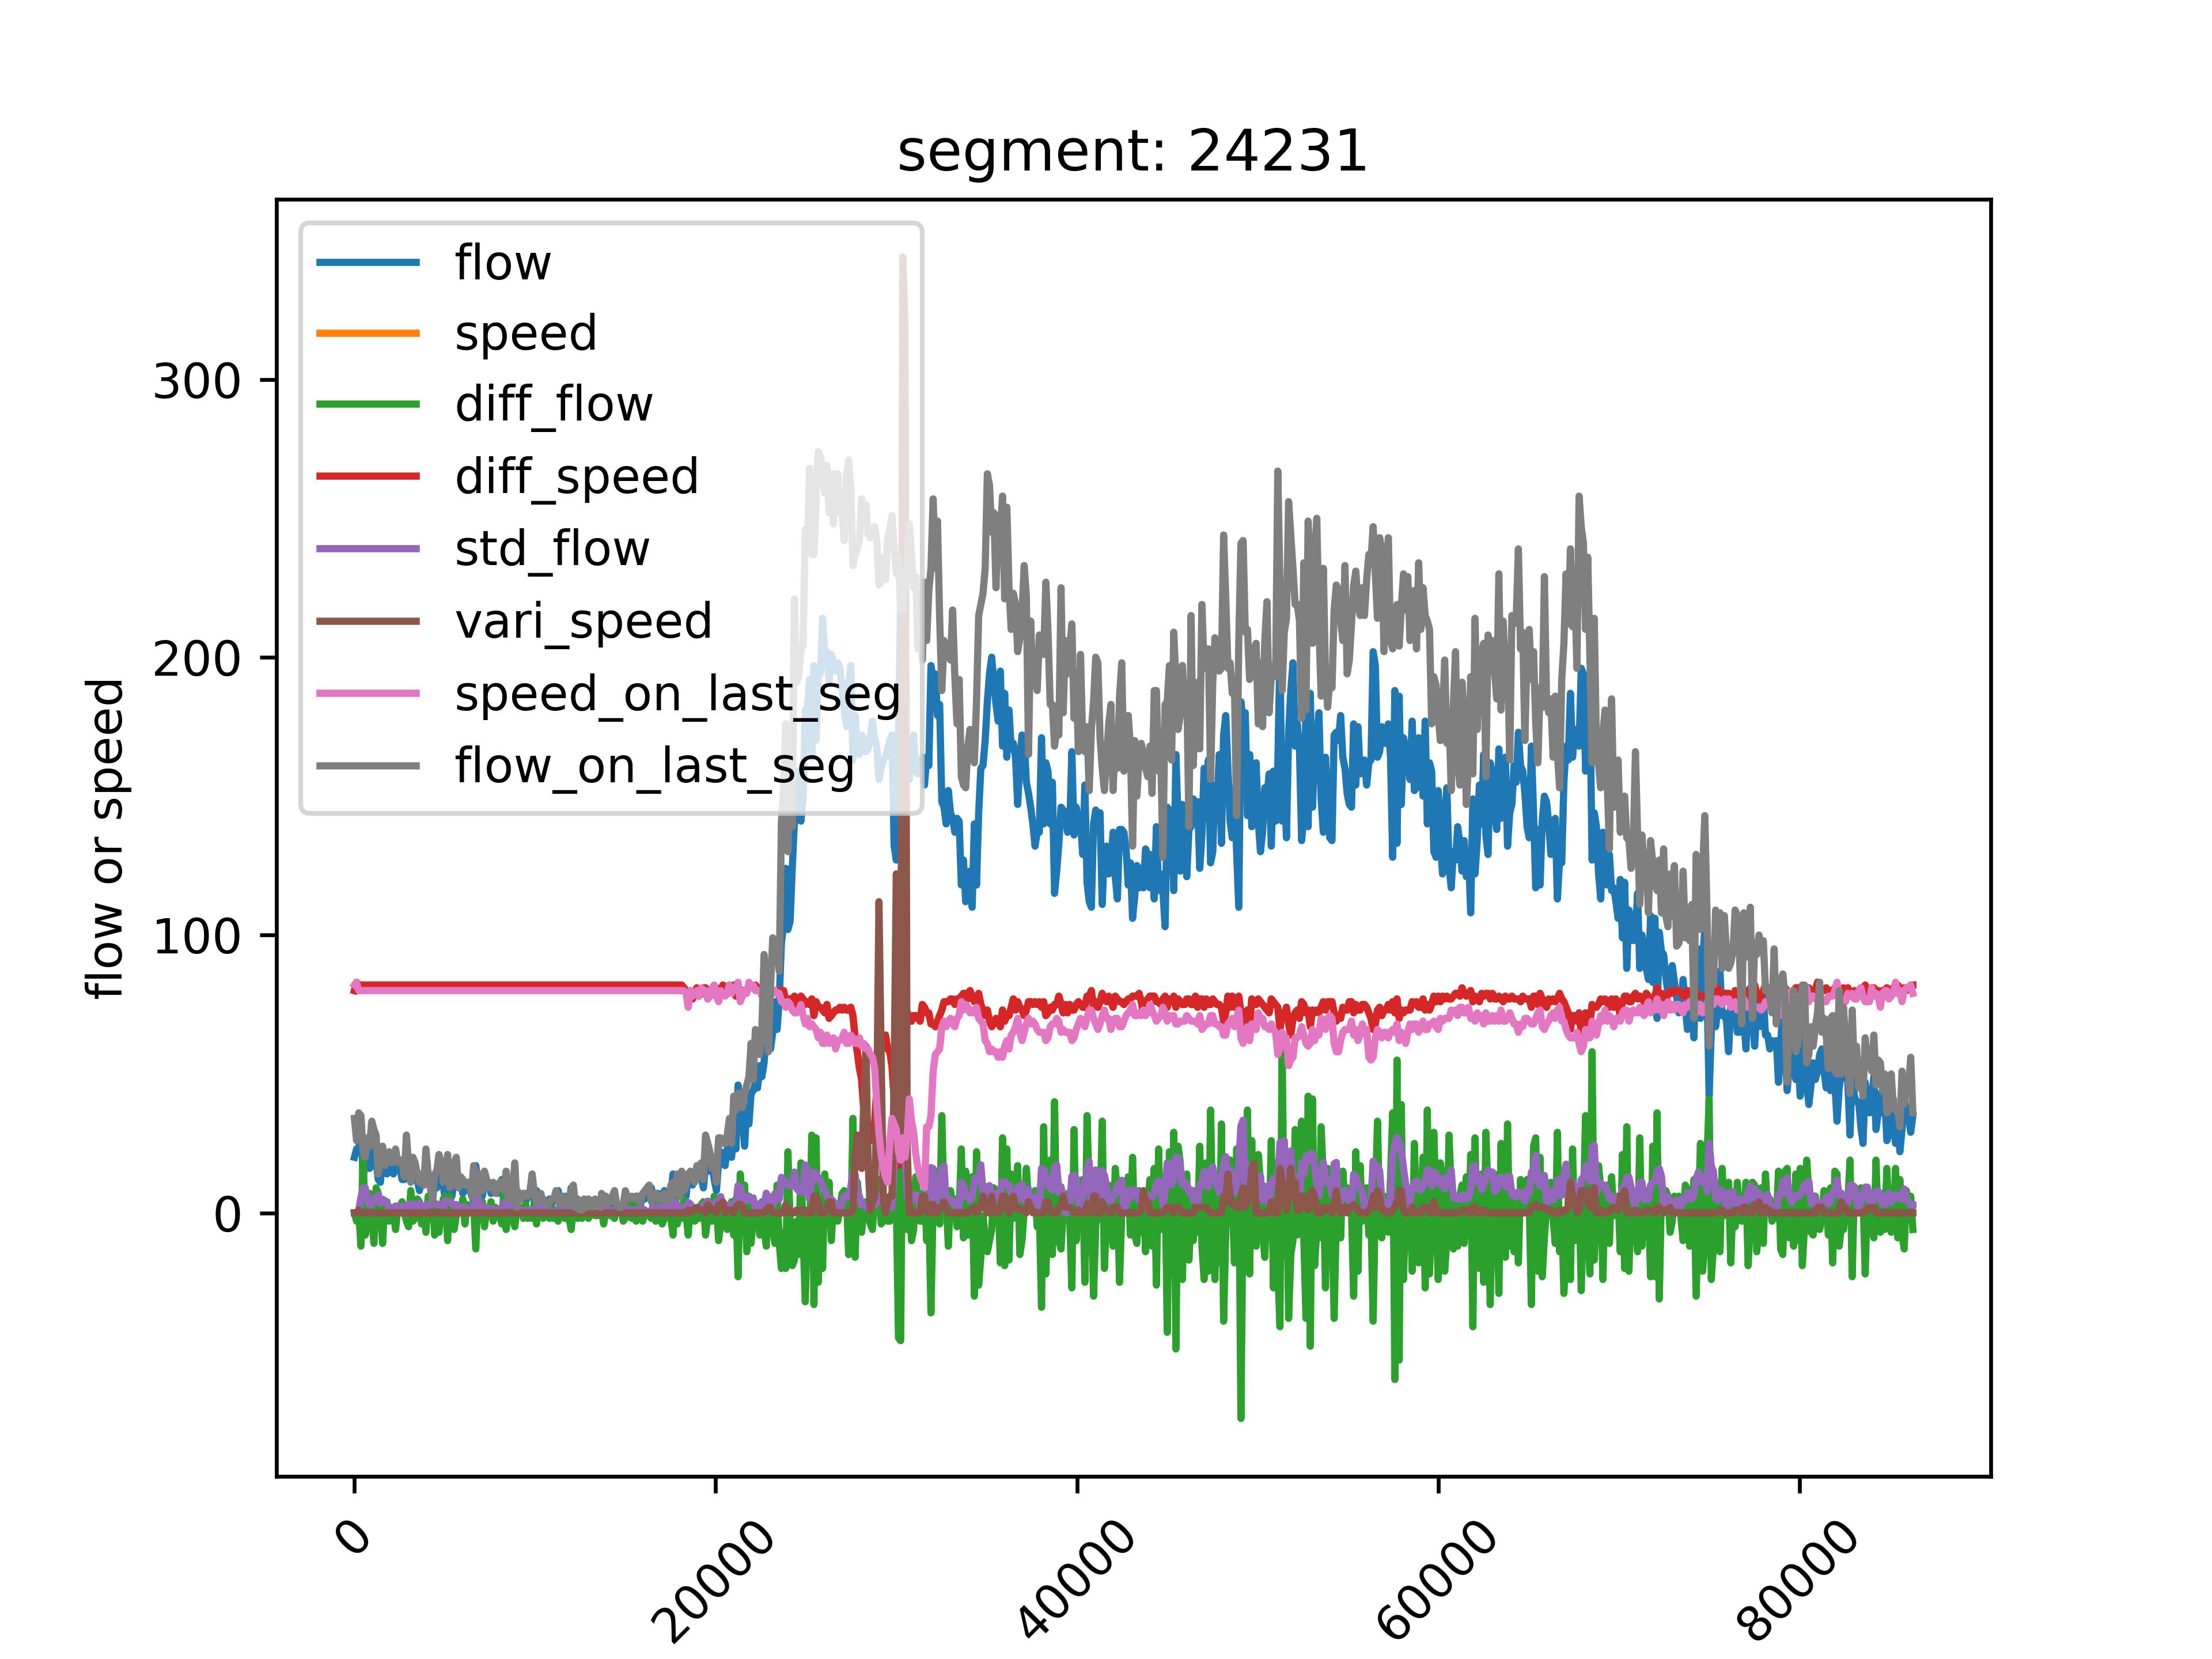 segment: 24231
flow
speed
diff_flow
diff_speed
std_flow
vari_speed
speed_on_last_seg
flow_on_last_seg
flow or speed
300
200
100
0
0
20000
40000
60000
80000